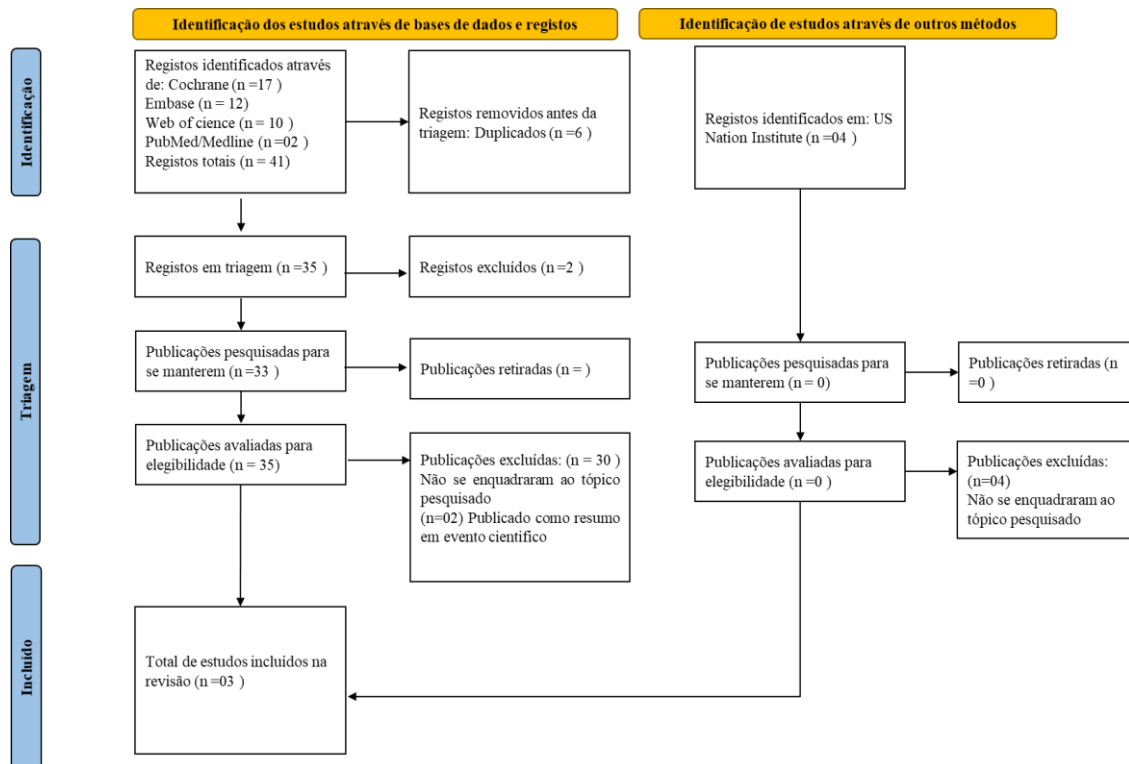 Identificação dos estudos através de bases de dados e registos
Identificação de estudos através de outros métodos
Identificação
Registos identificados através
de: Cochrane (n =17 )
Embase (n = 12)
Web of cience (n = 10 )
PubMed/Medline (n =02 )
Registos totais (n = 41)
Registos removidos antes da
triagem: Duplicados (n =6 )
Registos identificados em: US
Nation Institute (n =04 )
Triagem
Registos em triagem (n =35 )
Registos excluídos (n =2 )
Publicações pesquisadas para
se manterem (n =33 )
Publicações retiradas (n = )
Publicações pesquisadas para
se manterem (n = 0)
Publicações retiradas (n
=0 )
Publicações avaliadas para
elegibilidade (n = 35)
Publicações excluídas: (n = 30 )
Não se enquadraram ao tópico
pesquisado
(n=02) Publicado como resumo
em evento cientifico
Publicações avaliadas para
elegibilidade (n =0 )
Publicações excluídas:
(n=04)
Não se enquadraram ao
tópico pesquisado
Incluído
Total de estudos incluídos na
revisão (n =03 )